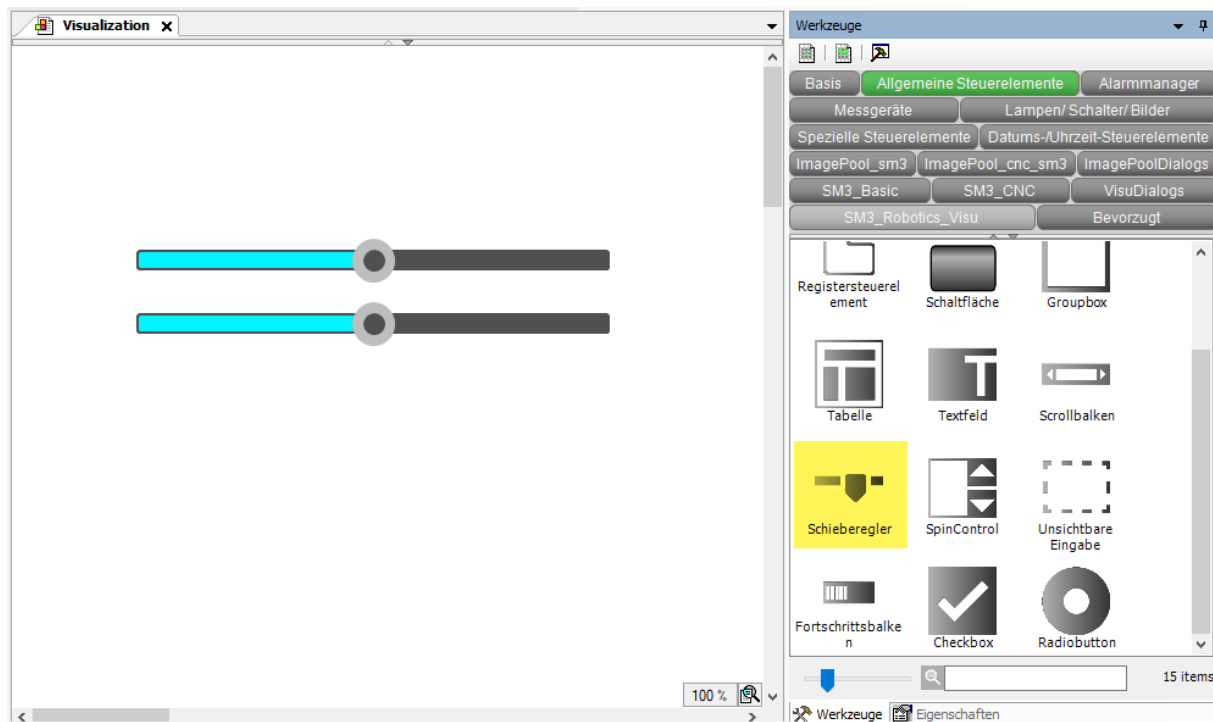 Visualization
Werkzeuge
Basis Allgemeine Steuerelemente Alarmmanager
Messgeräte Lampen/ Schalter/ Bilder
Spezielle Steuerelemente Datums-/Uhrzeit-Steuerelemente
ImagePool_sm3 ImagePool_cnc_sm3 ImagePoolDialogs
SM3_Basic SM3_CNC VisuDialogs
SM3_Robotics_Visu Bevorzugt
Registersteuerel
ement
Schaltfläche
Groupbox
Tabelle
Textfeld
Scrollbalken
Schieberegler
SpinControl
Unsichtbare
Eingabe
Fortschrittsbalke
n
Checkbox
Radiobutton
100 %
15 items
Werkzeuge Eigenschaften